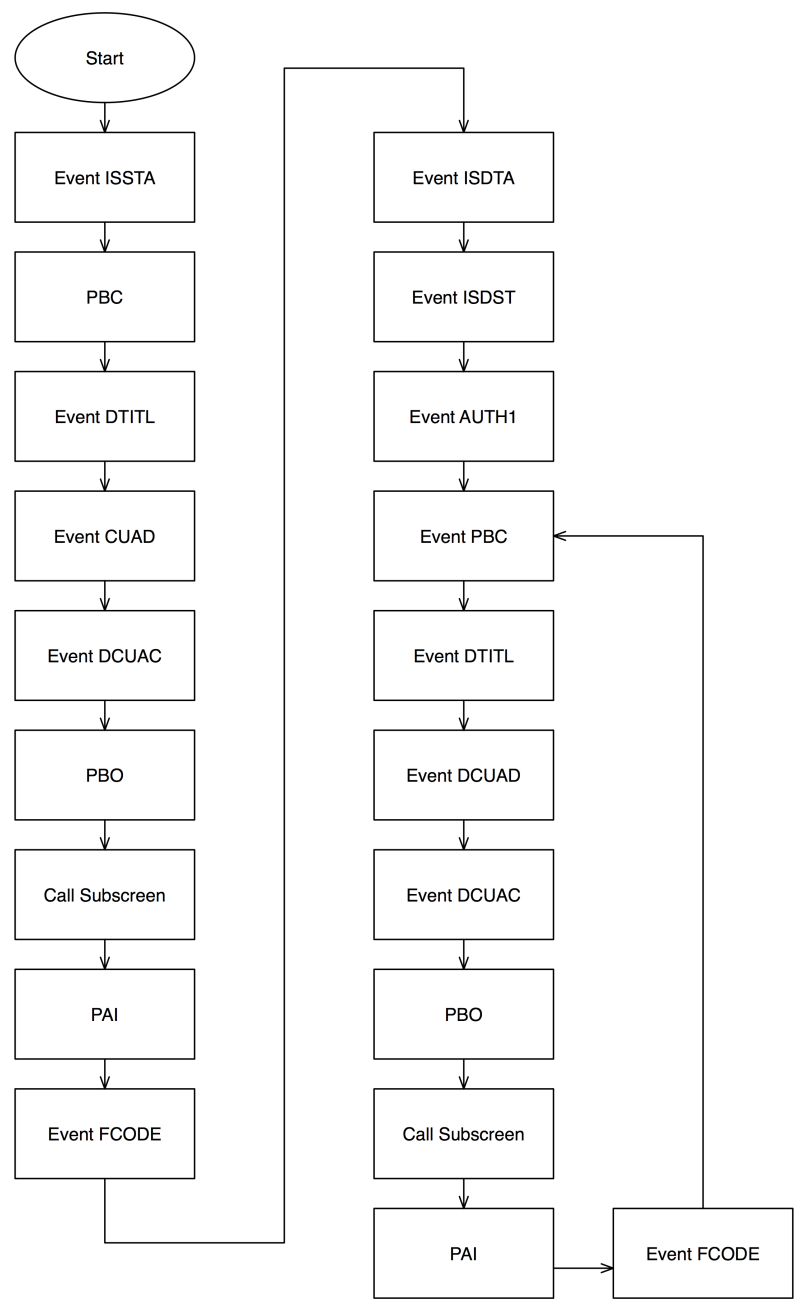 Start
Event ISSTA
PBC
Event DTITL
Event CUAD
Event DCUAC
PBO
Call Subscreen
PAI
Event FCODE
Event ISDTA
Event ISDST
Event AUTH1
Event PBC
Event DTITL
Event DCUAD
Event DCUAC
PBO
Call Subscreen
PAI
Event FCODE